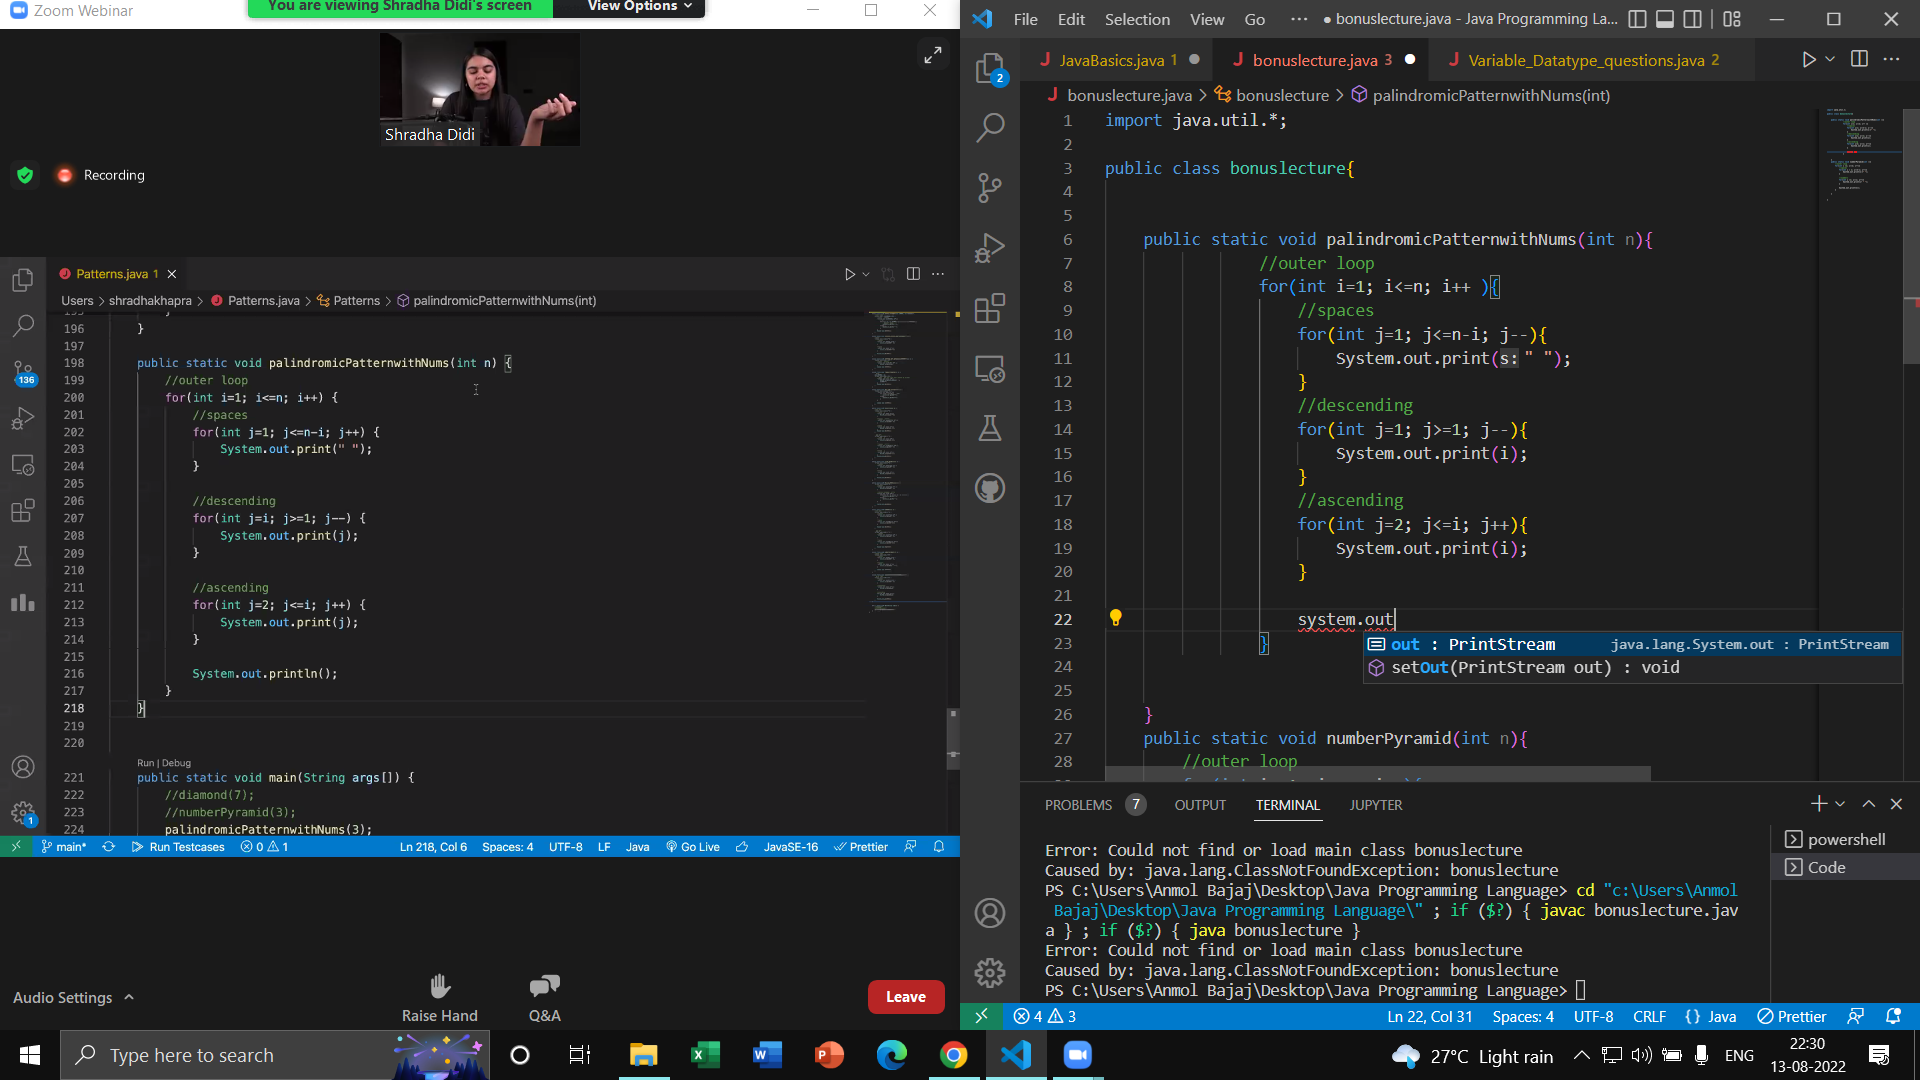 Zoom Webinar
You are viewing Shradha Didi's screen
View Options
Shradha Didi
Recording
Patterns.java 1
Users > shradhakhapra > Patterns.java > Patterns > palindromicPatternwithNums(int)
196 }
197
198 public static void palindromicPatternwithNums(int n) {
199 //outer loop
200 for(int i=1; i<=n; i++) {
201 //spaces
202 for(int j=1; j<=n-i; j++) {
203 System.out.print(" ");
204 }
205
206 //descending
207 for(int j=i; j>=1; j--) {
208 System.out.print(j);
209 }
210
211 //ascending
212 for(int j=2; j<=i; j++) {
213 System.out.print(j);
214 }
215
216 System.out.println();
217 }
218 }
219
220
Run | Debug
221 public static void main(String args[]) {
222 //diamond(7);
223 //numberPyramid(3);
224 palindromicPatternwithNums(3);
136
1
main* Run Testcases 0 1 Ln 218, Col 6 Spaces: 4 UTF-8 LF Java Go Live JavaSE-16 Prettier
Audio Settings
Raise Hand
Q&A
Leave
File Edit Selection View Go ··· ● bonuslecture.java - Java Programming La...
2
JavaBasics.java 1
bonuslecture.java 3
Variable_Datatype_questions.java 2
bonuslecture.java > bonuslecture > palindromicPatternwithNums(int)
1 import java.util.*;
2
3 public class bonuslecture{
4
5
6 public static void palindromicPatternwithNums(int n){
7 //outer loop
8 for(int i=1; i<=n; i++ ){
9 //spaces
10 for(int j=1; j<=n-i; j--){
11 System.out.print(s:" ");
12 }
13 //descending
14 for(int j=1; j>=1; j--){
15 System.out.print(i);
16 }
17 //ascending
18 for(int j=2; j<=i; j++){
19 System.out.print(i);
20 }
21
22 system.out
23 }
out : PrintStream java.lang.System.out : PrintStream
setOut(PrintStream out) : void
24
25
26 }
27 public static void numberPyramid(int n){
28 //outer loop
PROBLEMS 7 OUTPUT TERMINAL JUPYTER
powershell
Code
Error: Could not find or load main class bonuslecture
Caused by: java.lang.ClassNotFoundException: bonuslecture
PS C:\Users\Anmol Bajaj\Desktop\Java Programming Language> cd "c:\Users\Anmol
Bajaj\Desktop\Java Programming Language\" ; if ($?) { javac bonuslecture.jav
a } ; if ($?) { java bonuslecture }
Error: Could not find or load main class bonuslecture
Caused by: java.lang.ClassNotFoundException: bonuslecture
PS C:\Users\Anmol Bajaj\Desktop\Java Programming Language>
4 3 Ln 22, Col 31 Spaces: 4 UTF-8 CRLF {} Java Prettier
Type here to search
27°C Light rain
ENG
22:30
13-08-2022